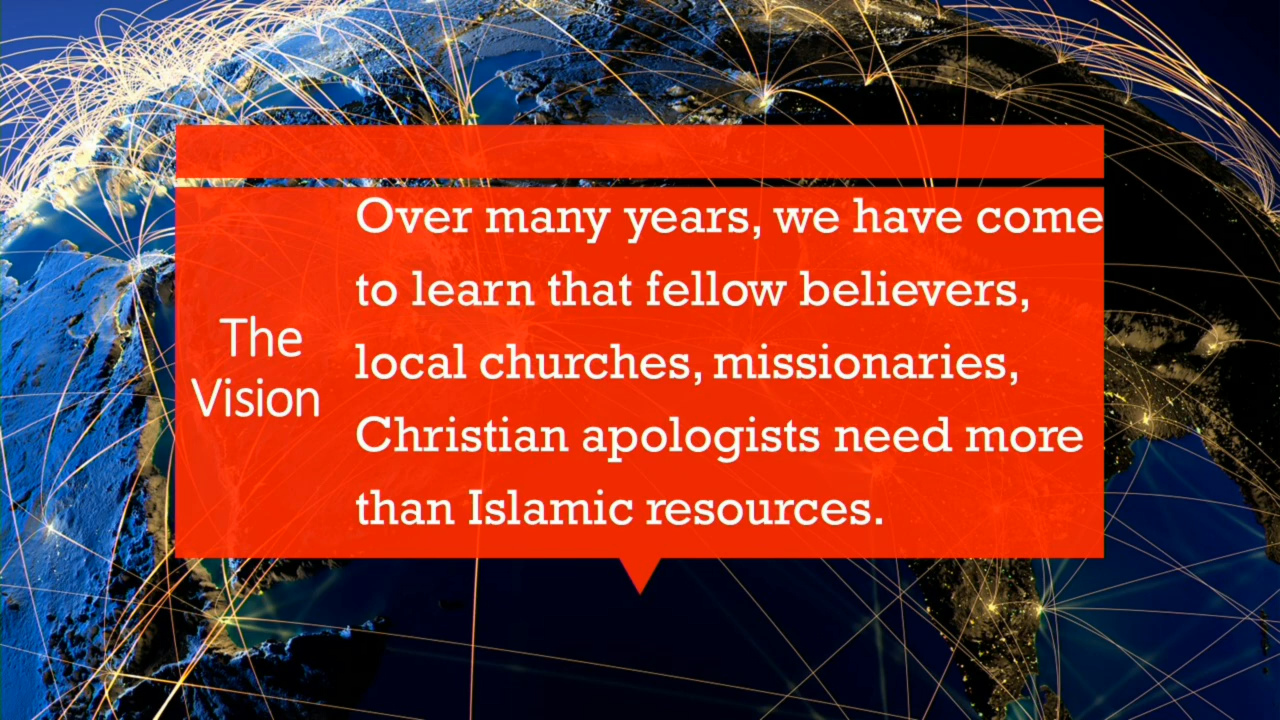 The
Vision
Over many years, we have come
to learn that fellow believers,
local churches, missionaries,
Christian apologists need more
than Islamic resources.